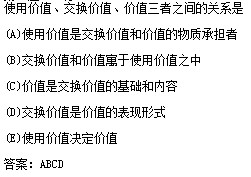 使用价值、交换价值、价值三者之间的关系是
(A)使用价值是交换价值和价值的物质承担者
(B)交换价值和价值寓于使用价值之中
(C)价值是交换价值的基础和内容
(D)交换价值是价值的表现形式
(E)使用价值决定价值
答案：ABCD